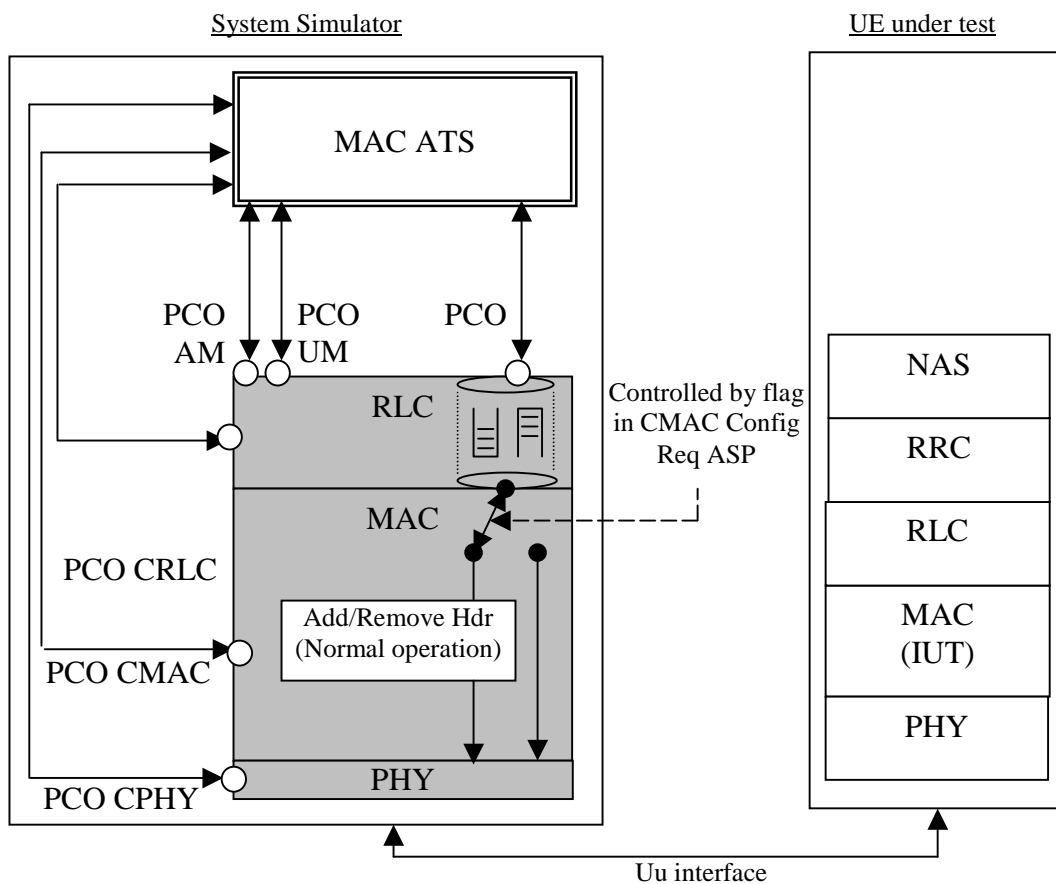 System Simulator
UE under test
MAC ATS
PCO
AM
PCO
UM
PCO
RLC
Controlled by flag
in CMAC Config
Req ASP
MAC
PCO CRLC
Add/Remove Hdr
(Normal operation)
PCO CMAC
PHY
PCO CPHY
NAS
RRC
RLC
MAC
(IUT)
PHY
Uu interface